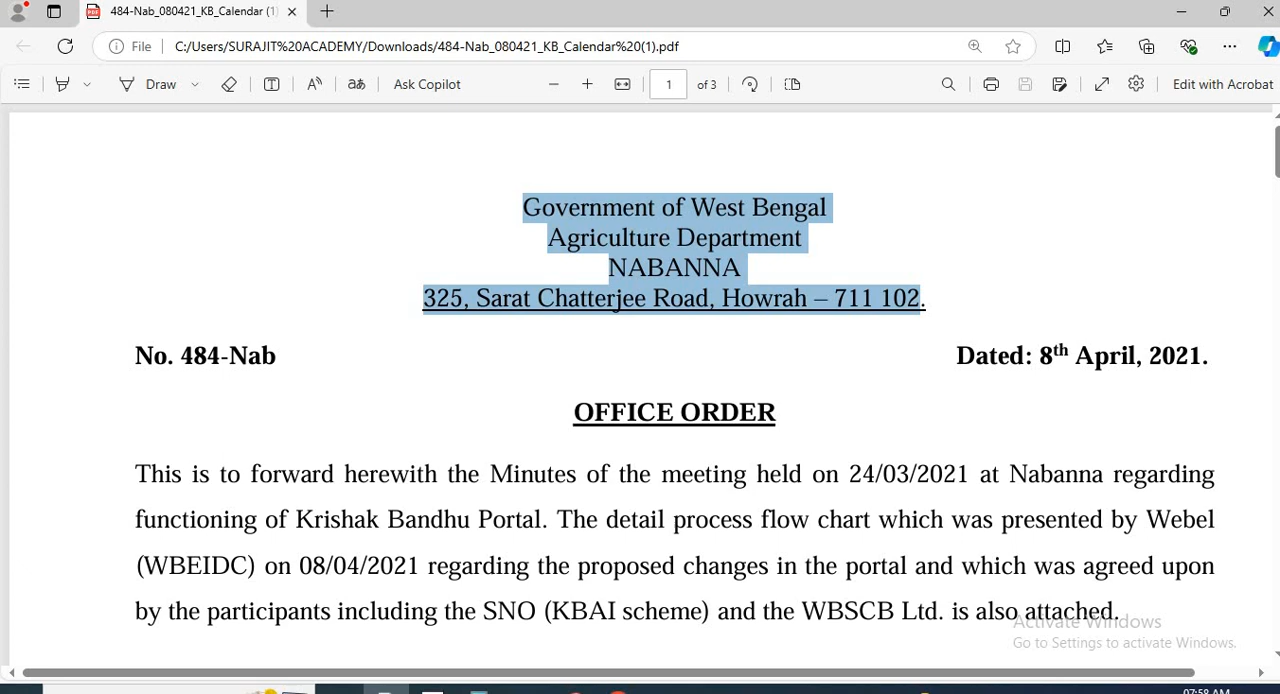 484-Nab_080421_KB_Calendar (1)
File
C:/Users/SURAJIT%20ACADEMY/Downloads/484-Nab_080421_KB_Calendar%20(1).pdf
Draw
aあ
Ask Copilot
1 of 3
Edit with Acrobat
Government of West Bengal
Agriculture Department
NABANNA
325, Sarat Chatterjee Road, Howrah – 711 102.
No. 484-Nab
Dated: 8th April, 2021.
OFFICE ORDER
This is to forward herewith the Minutes of the meeting held on 24/03/2021 at Nabanna regarding
functioning of Krishak Bandhu Portal. The detail process flow chart which was presented by Webel
(WBEIDC) on 08/04/2021 regarding the proposed changes in the portal and which was agreed upon
by the participants including the SNO (KBAI scheme) and the WBSCB Ltd. is also attached.
Activate Windows
Go to Settings to activate Windows.
07:58 AM